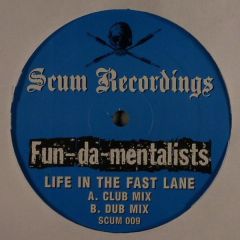 Scum Recordings
Fun-da-mentalists
LIFE IN THE FAST LANE
A. CLUB MIX
B. DUB MIX
SCUM 009